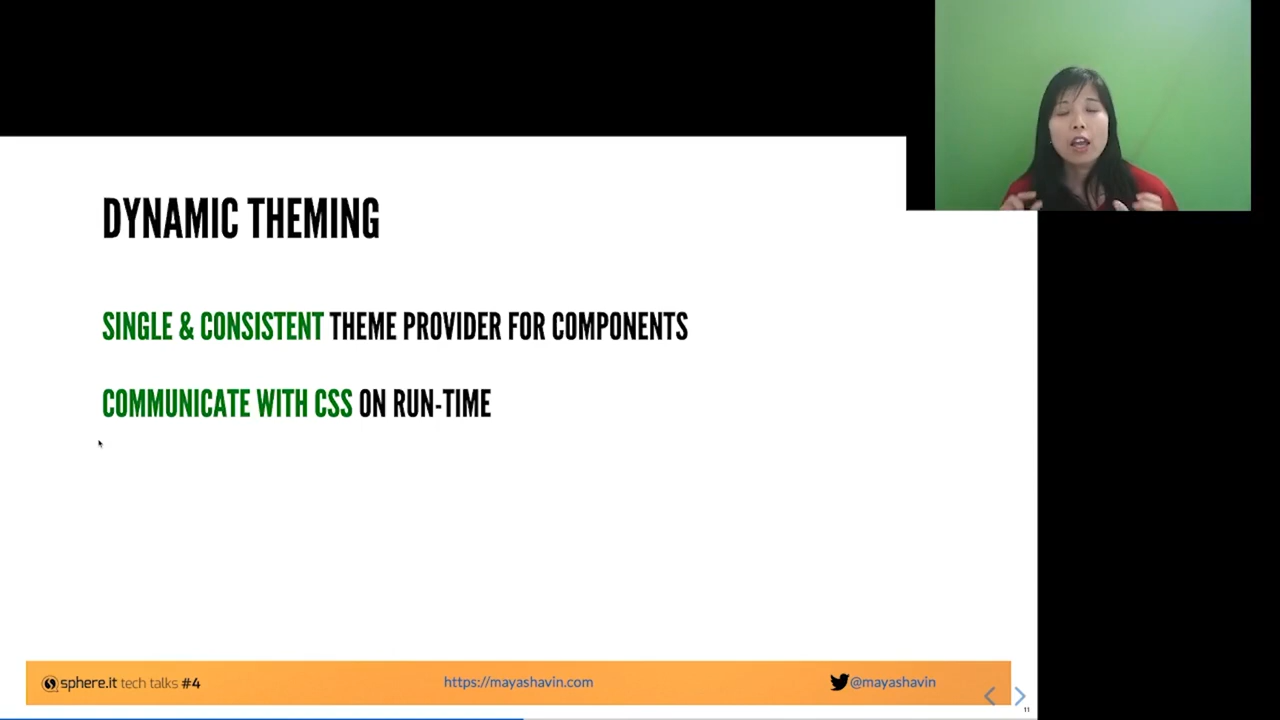 DYNAMIC THEMING
SINGLE & CONSISTENT THEME PROVIDER FOR COMPONENTS
COMMUNICATE WITH CSS ON RUN-TIME
sphere.it tech talks #4
https://mayashavin.com
@mayashavin
11